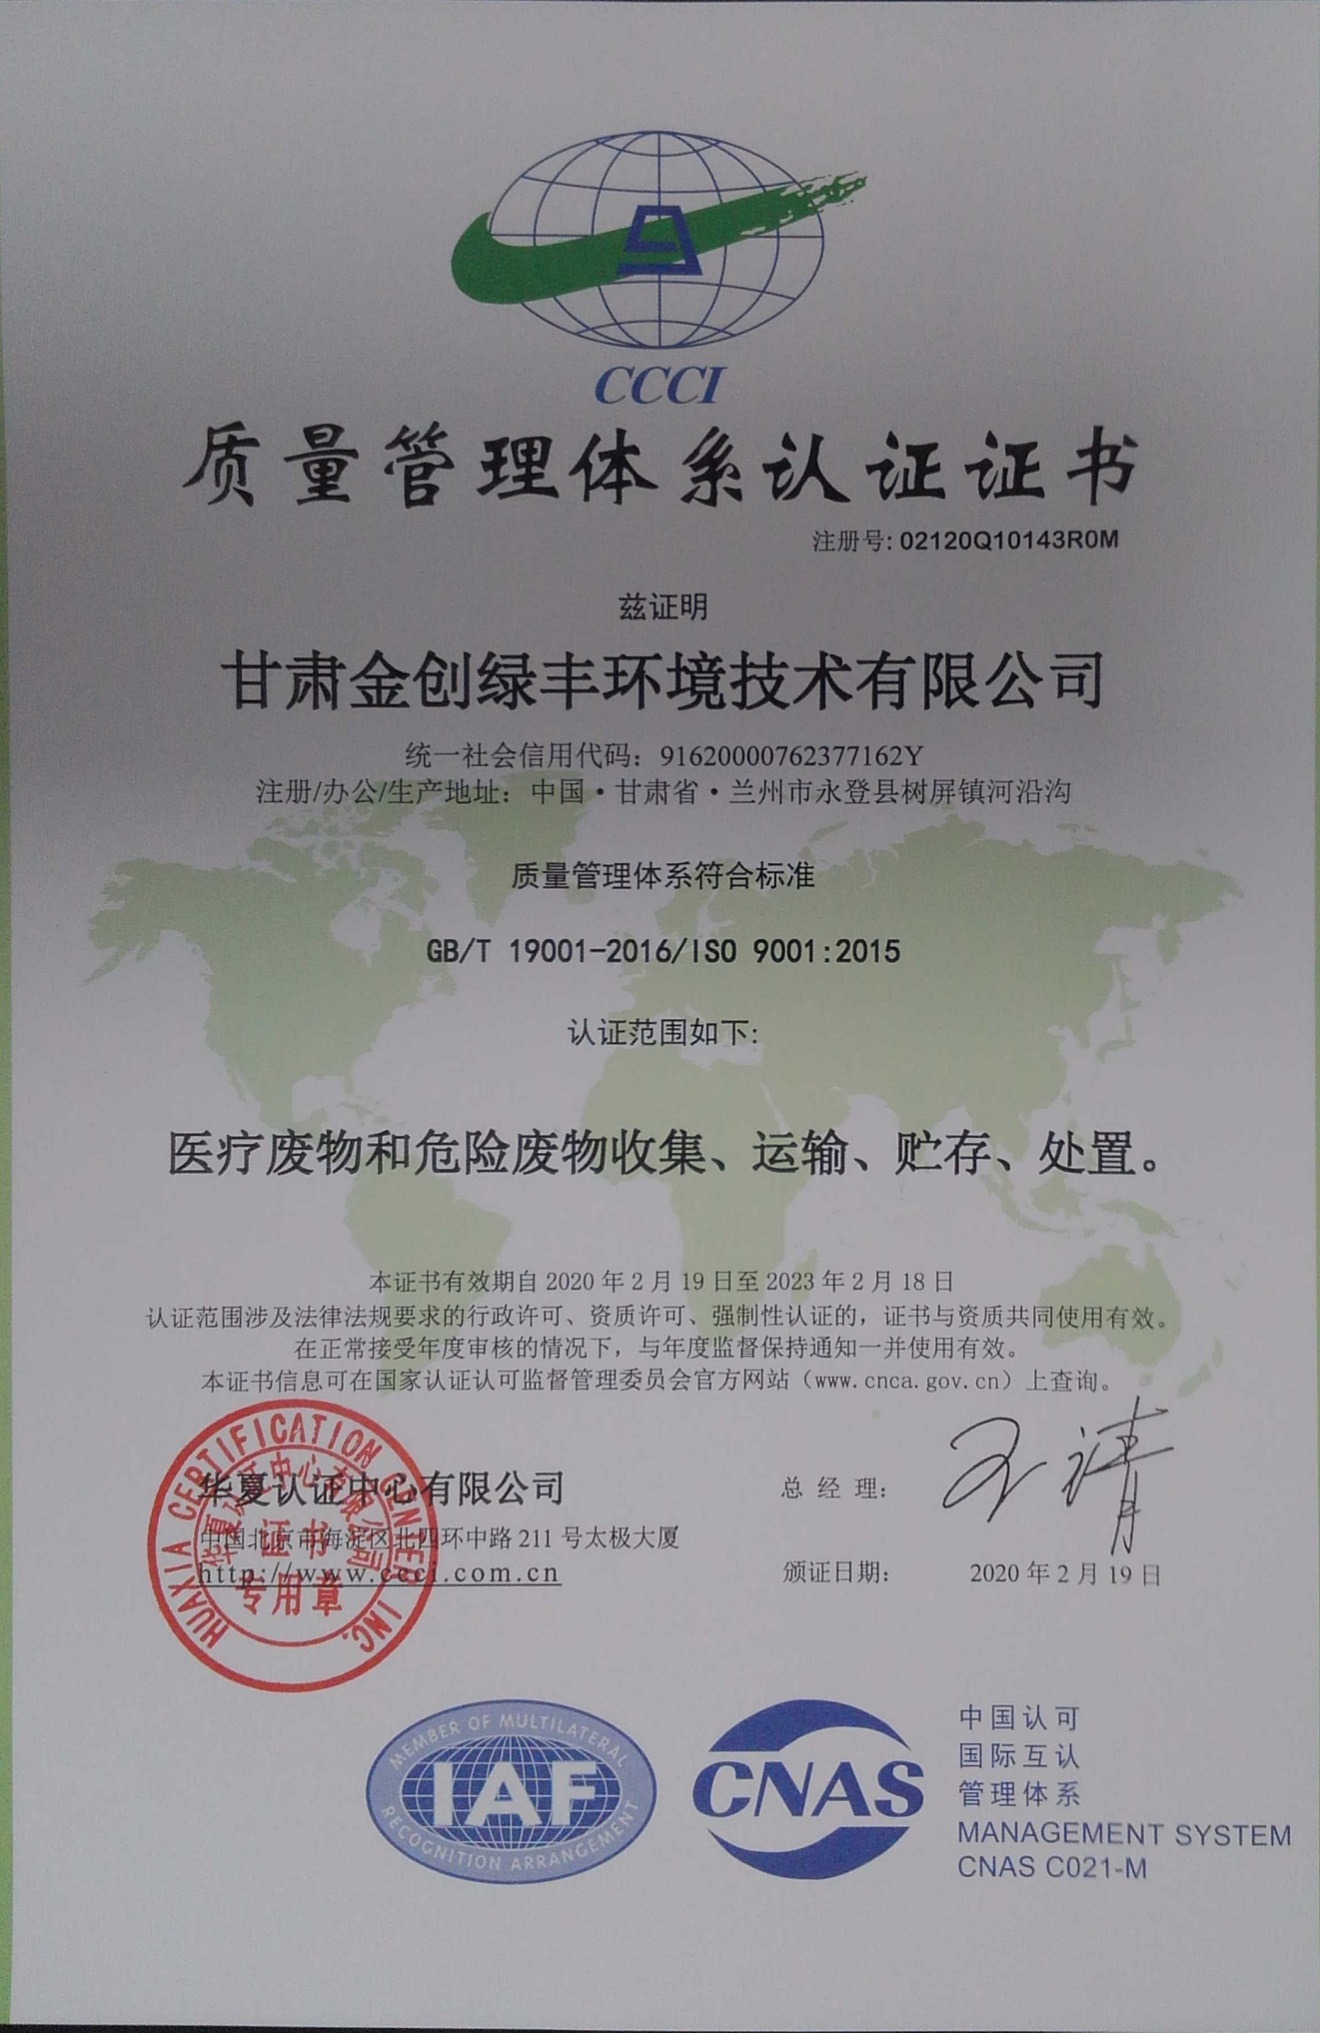 CCCI
质量管理体系认证证书
注册号: 02120Q10143R0M
兹证明
甘肃金创绿丰环境技术有限公司
统一社会信用代码：91620000762377162Y
注册/办公/生产地址：中国·甘肃省·兰州市永登县树屏镇河沿沟
质量管理体系符合标准
GB/T 19001-2016/ISO 9001:2015
认证范围如下:
医疗废物和危险废物收集、运输、贮存、处置。
本证书有效期自 2020 年 2 月 19 日至 2023 年 2 月 18 日
认证范围涉及法律法规要求的行政许可、资质许可、强制性认证的，证书与资质共同使用有效。
在正常接受年度审核的情况下，与年度监督保持通知一并使用有效。
本证书信息可在国家认证认可监督管理委员会官方网站（www.cnca.gov.cn）上查询。
华夏认证中心有限公司
中国北京市海淀区北四环中路 211 号太极大厦
http://www.ccci.com.cn
HUAXIA CERTIFICATION CENTER INC.
华夏认证中心有限公司
证书
专用章
总 经 理:
颁证日期: 2020 年 2 月 19 日
MEMBER OF MULTILATERAL
IAF
RECOGNITION ARRANGEMENT
CNAS
中国认可
国际互认
管理体系
MANAGEMENT SYSTEM
CNAS C021-M